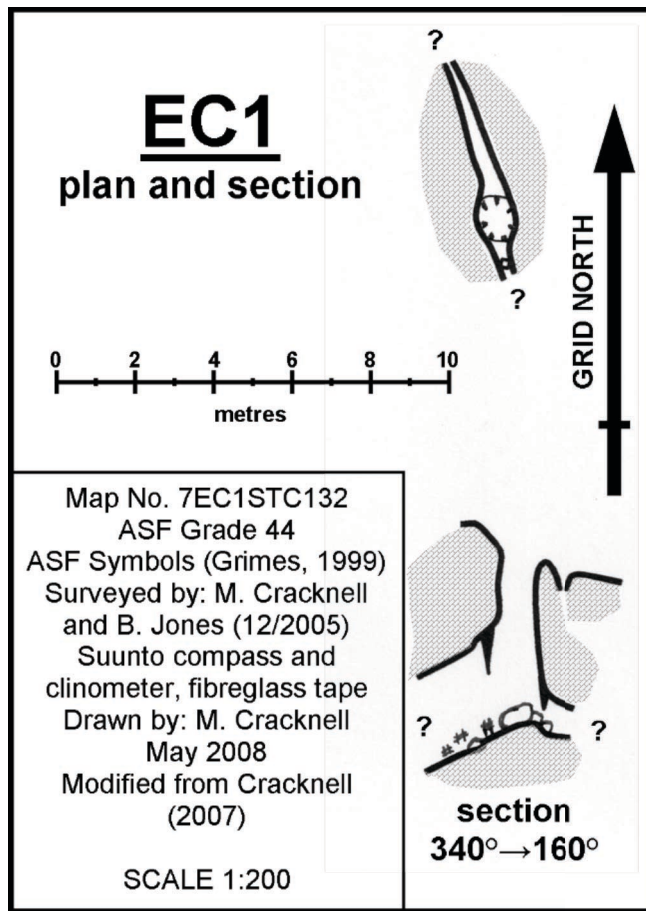 EC1
plan and section
?
?
GRID NORTH
0 2 4 6 8 10
metres
Map No. 7EC1STC132
ASF Grade 44
ASF Symbols (Grimes, 1999)
Surveyed by: M. Cracknell
and B. Jones (12/2005)
Suunto compass and
clinometer, fibreglass tape
Drawn by: M. Cracknell
May 2008
Modified from Cracknell
(2007)
SCALE 1:200
?
?
section
340°→160°